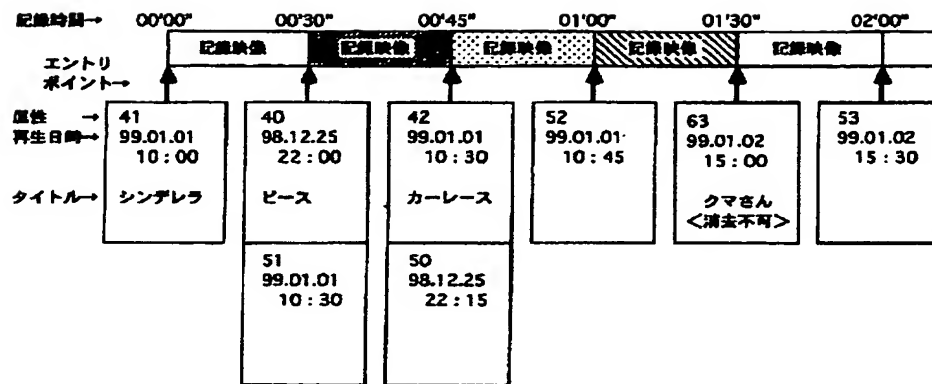 記録時間→ 00'00" 00'30" 00'45" 01'00" 01'30" 02'00"
記録映像 記録映像 記録映像 記録映像 記録映像
エントリ
ポイント→
属性 → 41 40 42 52 63 53
再生日時→ 99.01.01 98.12.25 99.01.01 99.01.01 99.01.02 99.01.02
10:00 22:00 10:30 10:45 15:00 15:30
タイトル→ シンデレラ ピース カーレース クマさん
<消去不可>
51 50
99.01.01 98.12.25
10:30 22:15